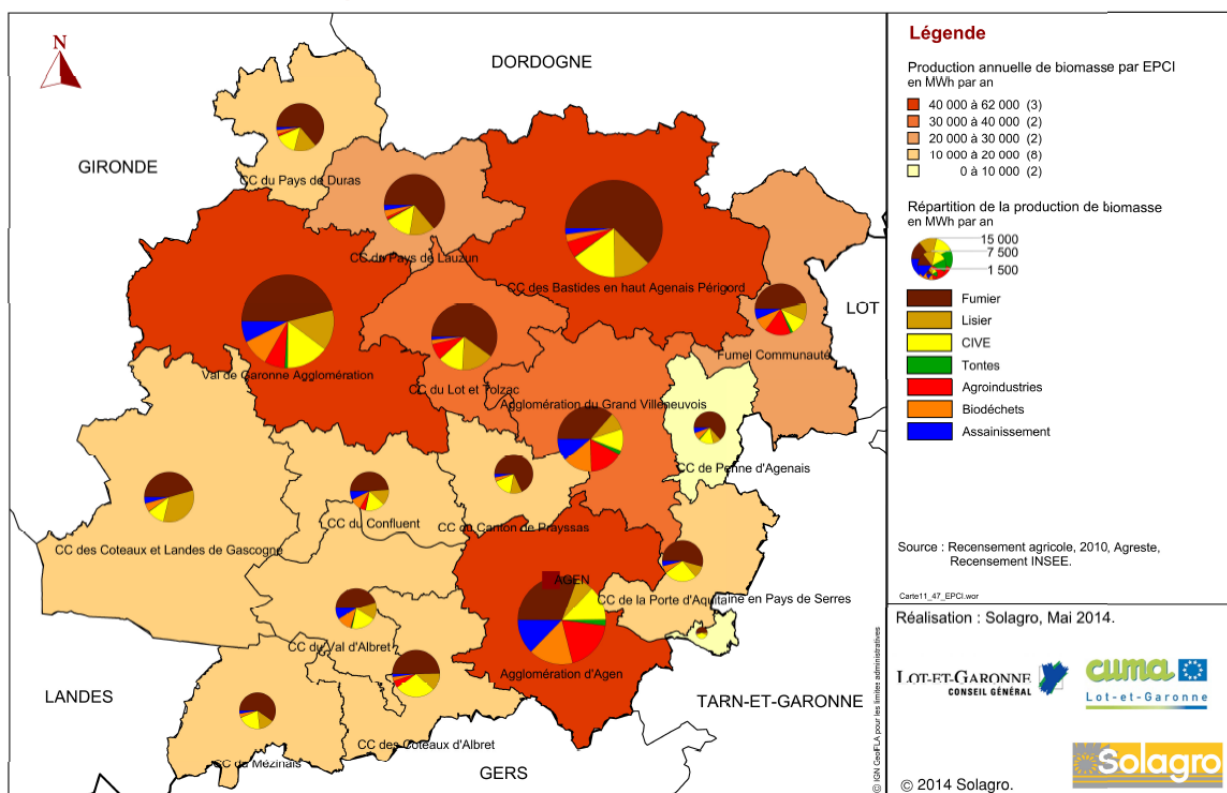 N
DORDOGNE
GIRONDE
CC du Pays de Duras
CC du Pays de Lauzun
CC des Bastides en haut Agenais Périgord
LOT
Val de Garonne Agglomération
CC du Lot et Tolzac
Fumel Communauté
Agglomération du Grand Villeneuvois
CC de Penne d'Agenais
CC du Confluent
CC du Canton de Prayssas
CC des Coteaux et Landes de Gascogne
AGEN
CC de la Porte d'Aquitaine en Pays de Serres
CC du Val d'Albret
Agglomération d'Agen
LANDES
TARN-ET-GARONNE
CC des Coteaux d'Albret
CC du Mézinais
GERS
© IGN GeoFLA pour les limites administratives
Légende
Production annuelle de biomasse par EPCI
en MWh par an
40 000 à 62 000 (3)
30 000 à 40 000 (2)
20 000 à 30 000 (2)
10 000 à 20 000 (8)
0 à 10 000 (2)
Répartition de la production de biomasse
en MWh par an
15 000
7 500
1 500
Fumier
Lisier
CIVE
Tontes
Agroindustries
Biodéchets
Assainissement
Source : Recensement agricole, 2010, Agreste,
Recensement INSEE.
Carte11_47_EPCI.wor
Réalisation : Solagro, Mai 2014.
LOT-ET-GARONNE
CONSEIL GÉNÉRAL
cuma
Lot-et-Garonne
Solagro
© 2014 Solagro.